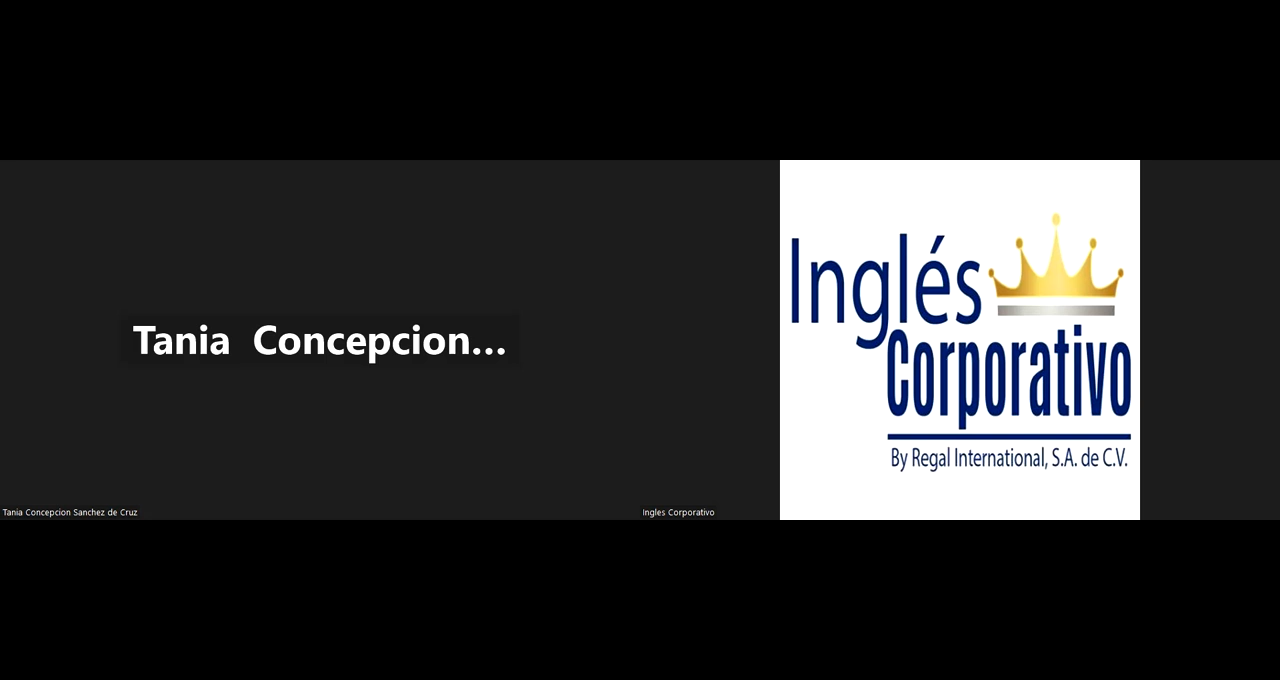 Tania Concepcion...
Tania Concepcion Sanchez de Cruz
Inglés
Corporativo
By Regal International, S.A. de C.V.
Ingles Corporativo